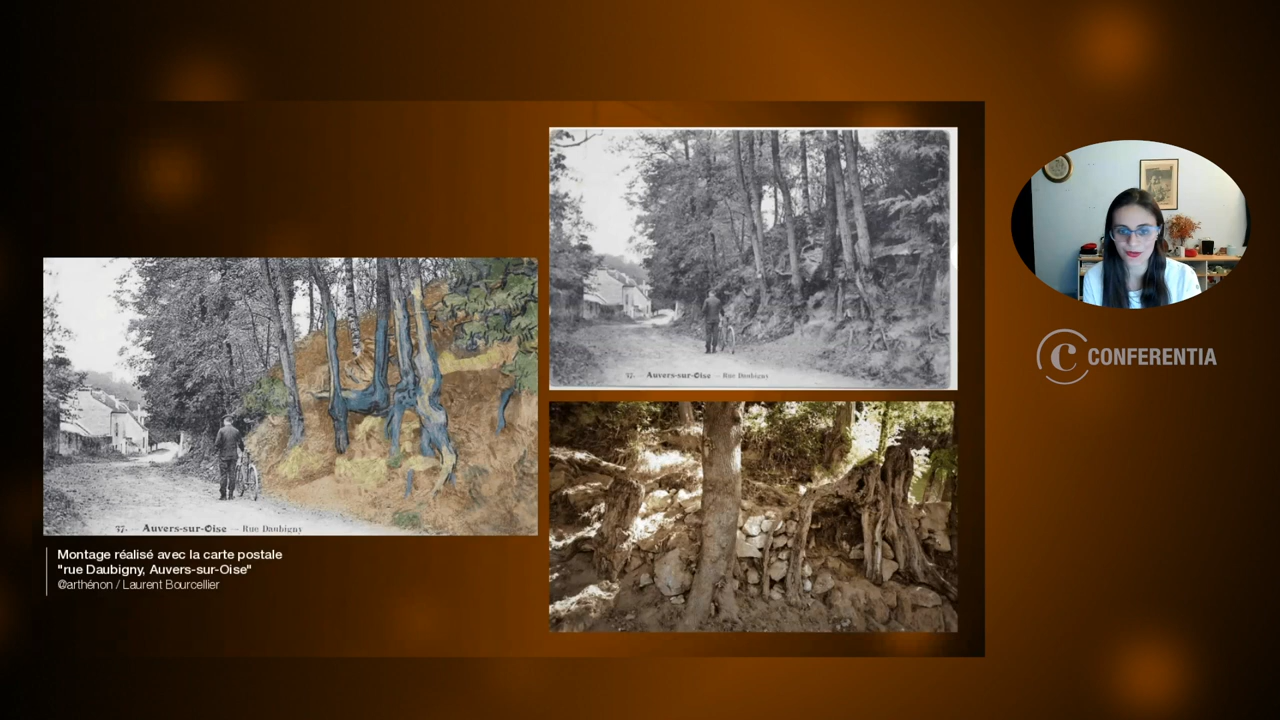 37. — Auvers-sur-Oise — Rue Daubigny
37. — Auvers-sur-Oise — Rue Daubigny
Montage réalisé avec la carte postale
"rue Daubigny, Auvers-sur-Oise"
@arthénon / Laurent Bourcellier
C CONFERENTIA